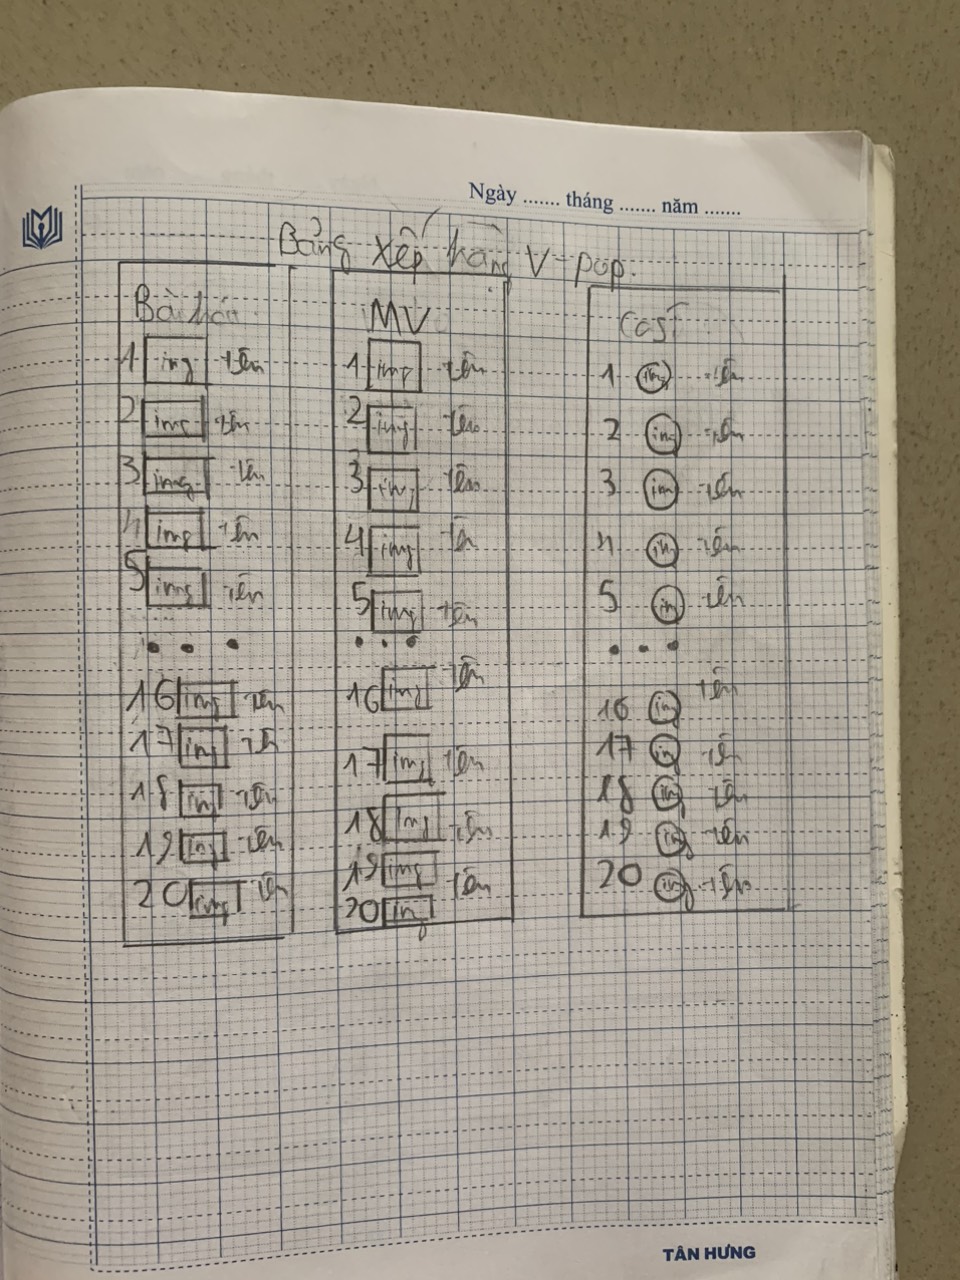 Ngày ....... tháng ....... năm .......
Bảng xếp hàng V-pop.
Bài hát
1 img tên
2 img tên
3 img tên
4 img tên
5 img tên
...
16 img tên
17 img tên
18 img tên
19 img tên
20 img tên
MV
1 img tên
2 img tên
3 img tên
4 img tên
5 img tên
...
16 img tên
17 img tên
18 img tên
19 img tên
20 img
1 img tên
2 img tên
3 img tên
4 img tên
5 img tên
...
16 img tên
17 img tên
18 img tên
19 img tên
20 img tên
TÂN HƯNG